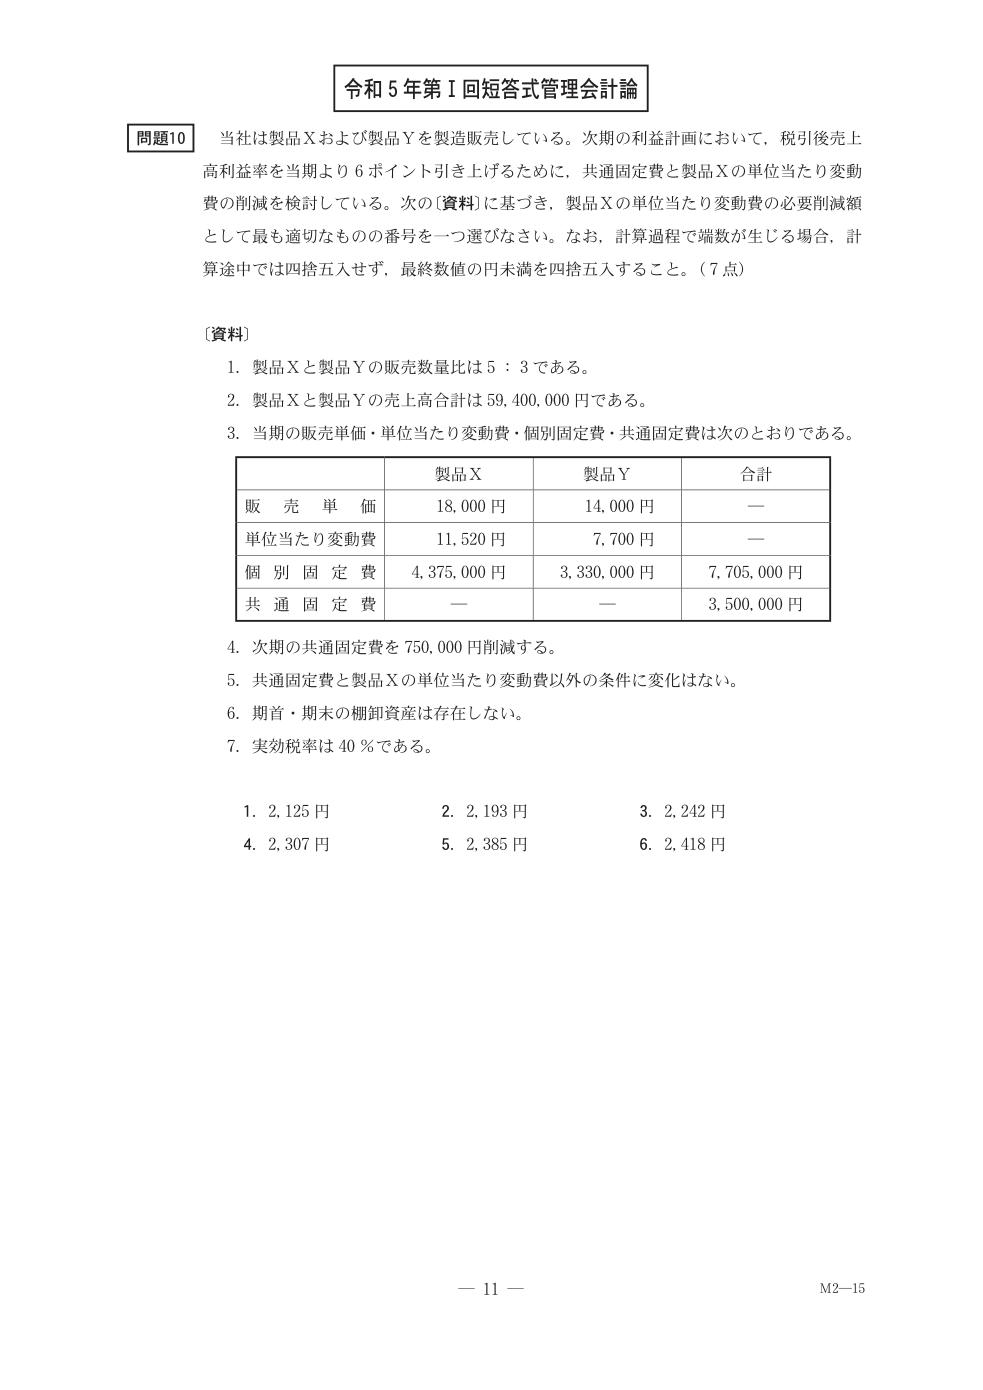 令和5年第Ⅰ回短答式管理会計論
問題10 当社は製品Xおよび製品Yを製造販売している。次期の利益計画において，税引後売上
高利益率を当期より6ポイント引き上げるために，共通固定費と製品Xの単位当たり変動
費の削減を検討している。次の〔資料〕に基づき，製品Xの単位当たり変動費の必要削減額
として最も適切なものの番号を一つ選びなさい。なお，計算過程で端数が生じる場合，計
算途中では四捨五入せず，最終数値の円未満を四捨五入すること。（7点）
〔資料〕
1. 製品Xと製品Yの販売数量比は5：3である。
2. 製品Xと製品Yの売上高合計は59,400,000円である。
3. 当期の販売単価・単位当たり変動費・個別固定費・共通固定費は次のとおりである。
製品X 製品Y 合計
販売単価 18,000円 14,000円 ―
単位当たり変動費 11,520円 7,700円 ―
個別固定費 4,375,000円 3,330,000円 7,705,000円
共通固定費 ― ― 3,500,000円
4. 次期の共通固定費を750,000円削減する。
5. 共通固定費と製品Xの単位当たり変動費以外の条件に変化はない。
6. 期首・期末の棚卸資産は存在しない。
7. 実効税率は40％である。
1. 2,125円 2. 2,193円 3. 2,242円
4. 2,307円 5. 2,385円 6. 2,418円
― 11 ― M2―15